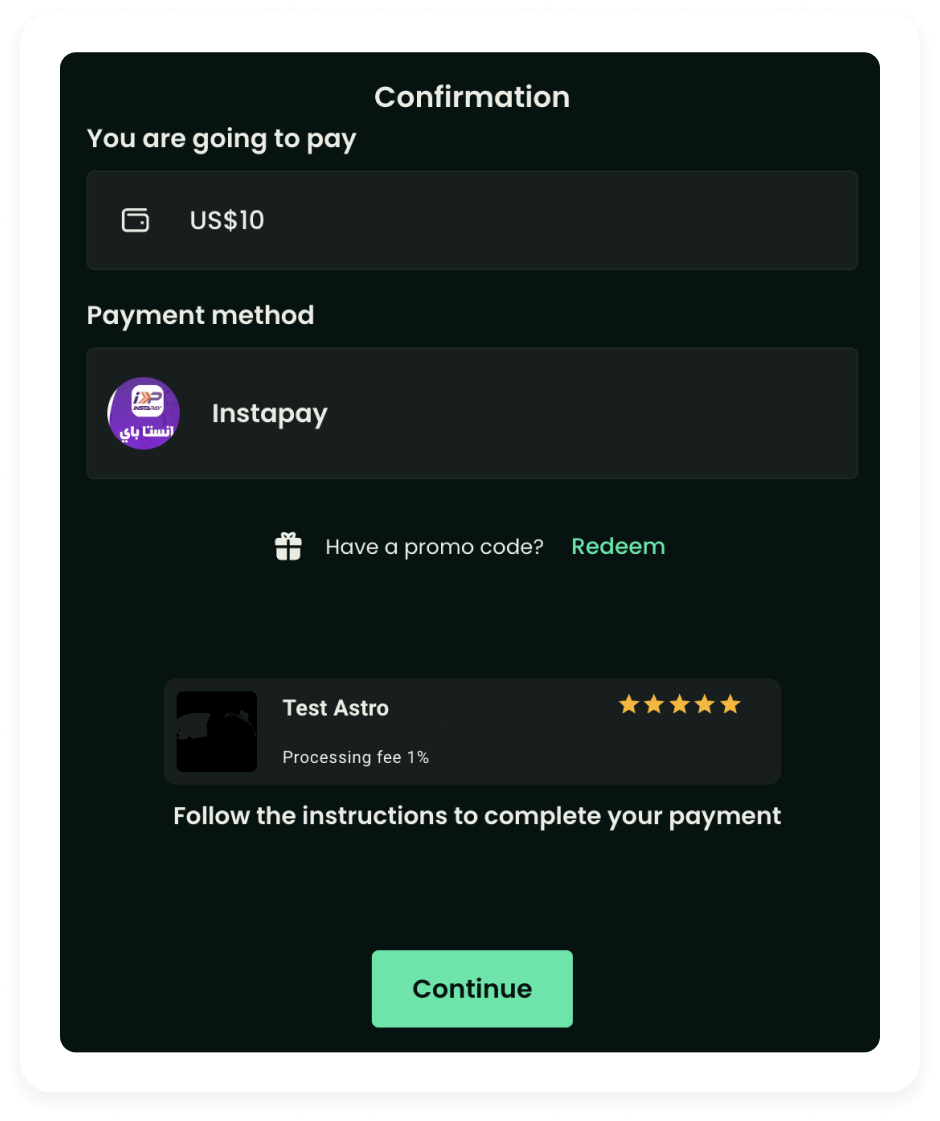 Confirmation
You are going to pay
US$10
Payment method
INSTAPAY
انستا باي
Instapay
Have a promo code? Redeem
Test Astro
Processing fee 1%
Follow the instructions to complete your payment
Continue